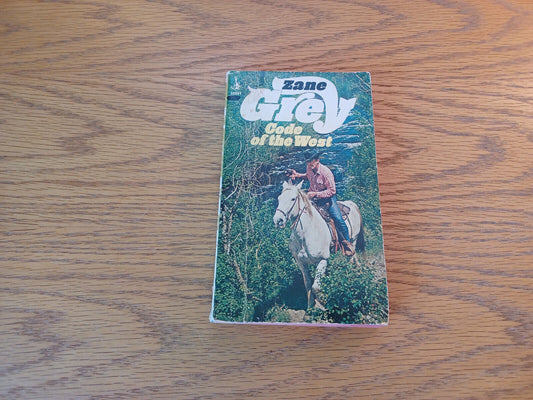 Zane
Grey
Code
of the West